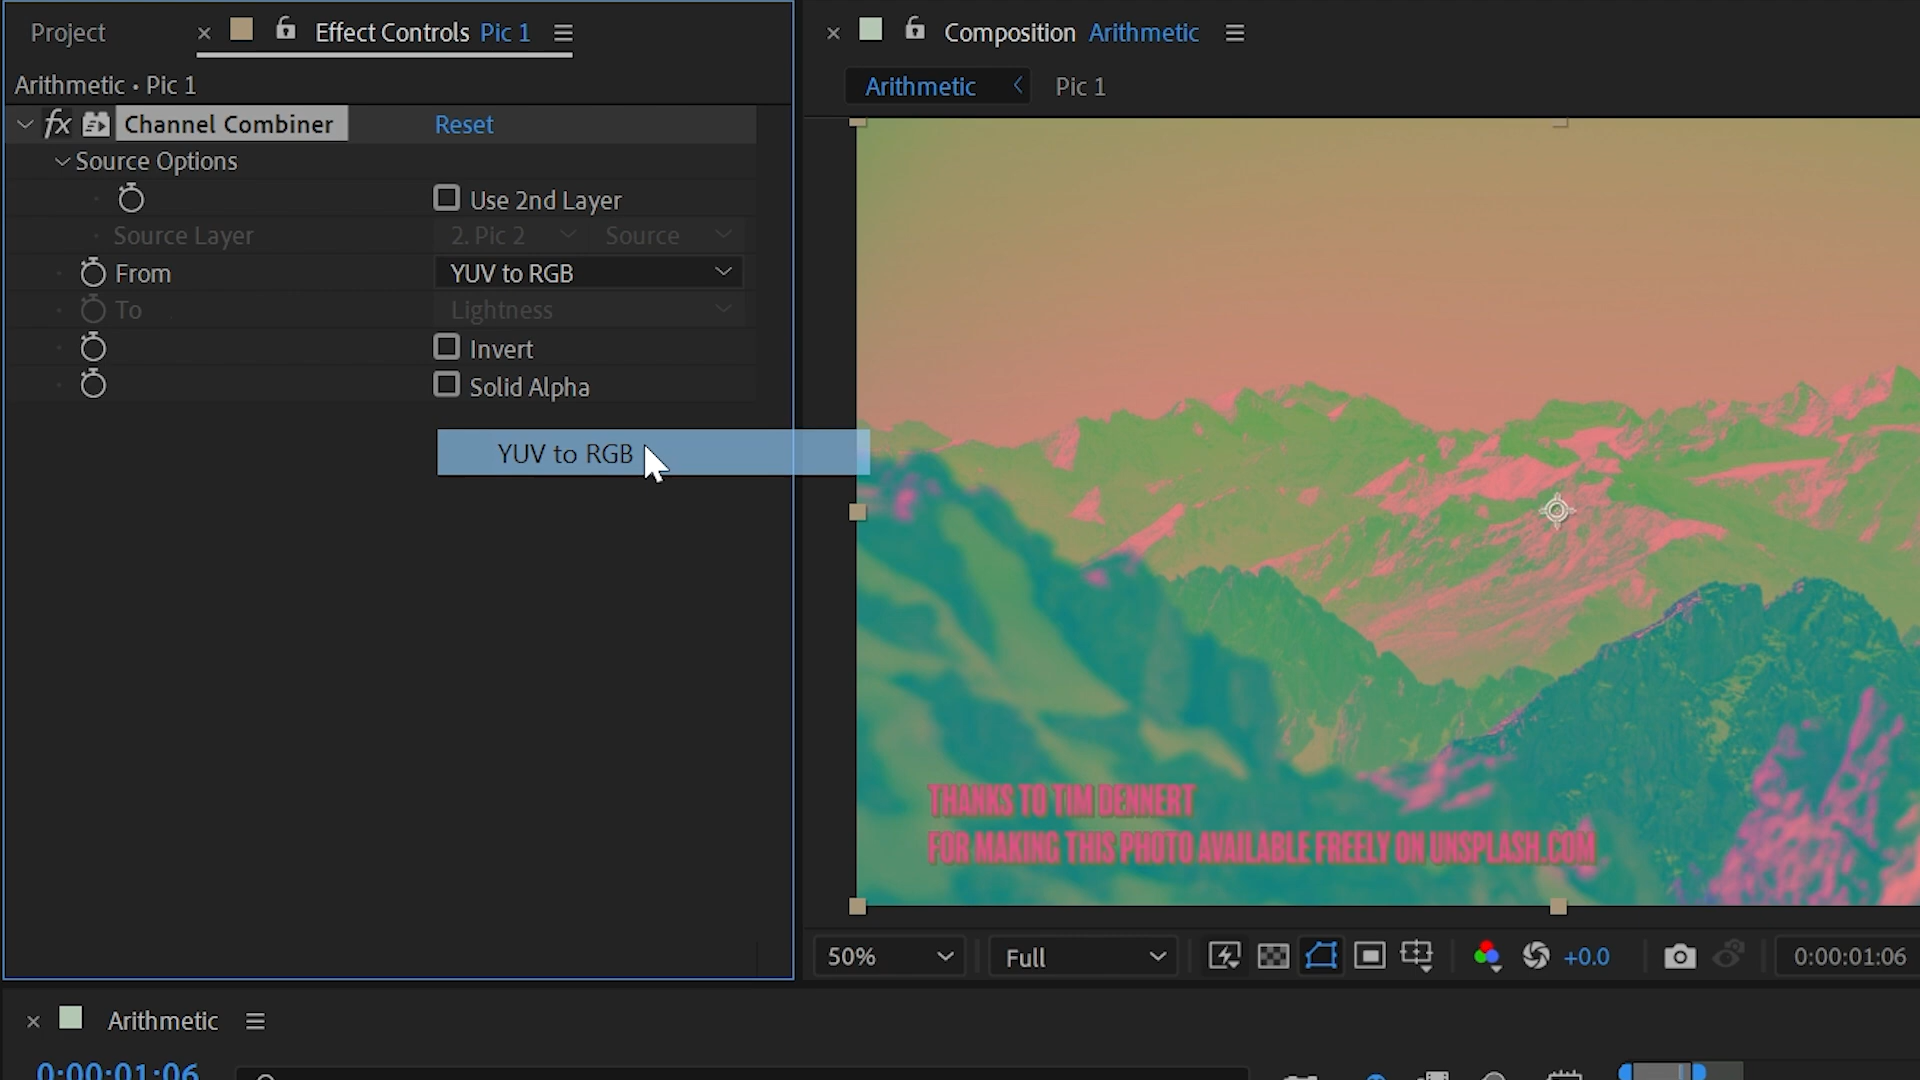 Project
Effect Controls Pic 1
Composition Arithmetic
Arithmetic • Pic 1
Arithmetic
Pic 1
fx Channel Combiner
Reset
Source Options
Use 2nd Layer
Source Layer
2. Pic 2
Source
From
YUV to RGB
To
Lightness
Invert
Solid Alpha
YUV to RGB
THANKS TO TIM DENNERT
FOR MAKING THIS PHOTO AVAILABLE FREELY ON UNSPLASH.COM
50%
Full
+0.0
0:00:01:06
Arithmetic
0:00:01:06